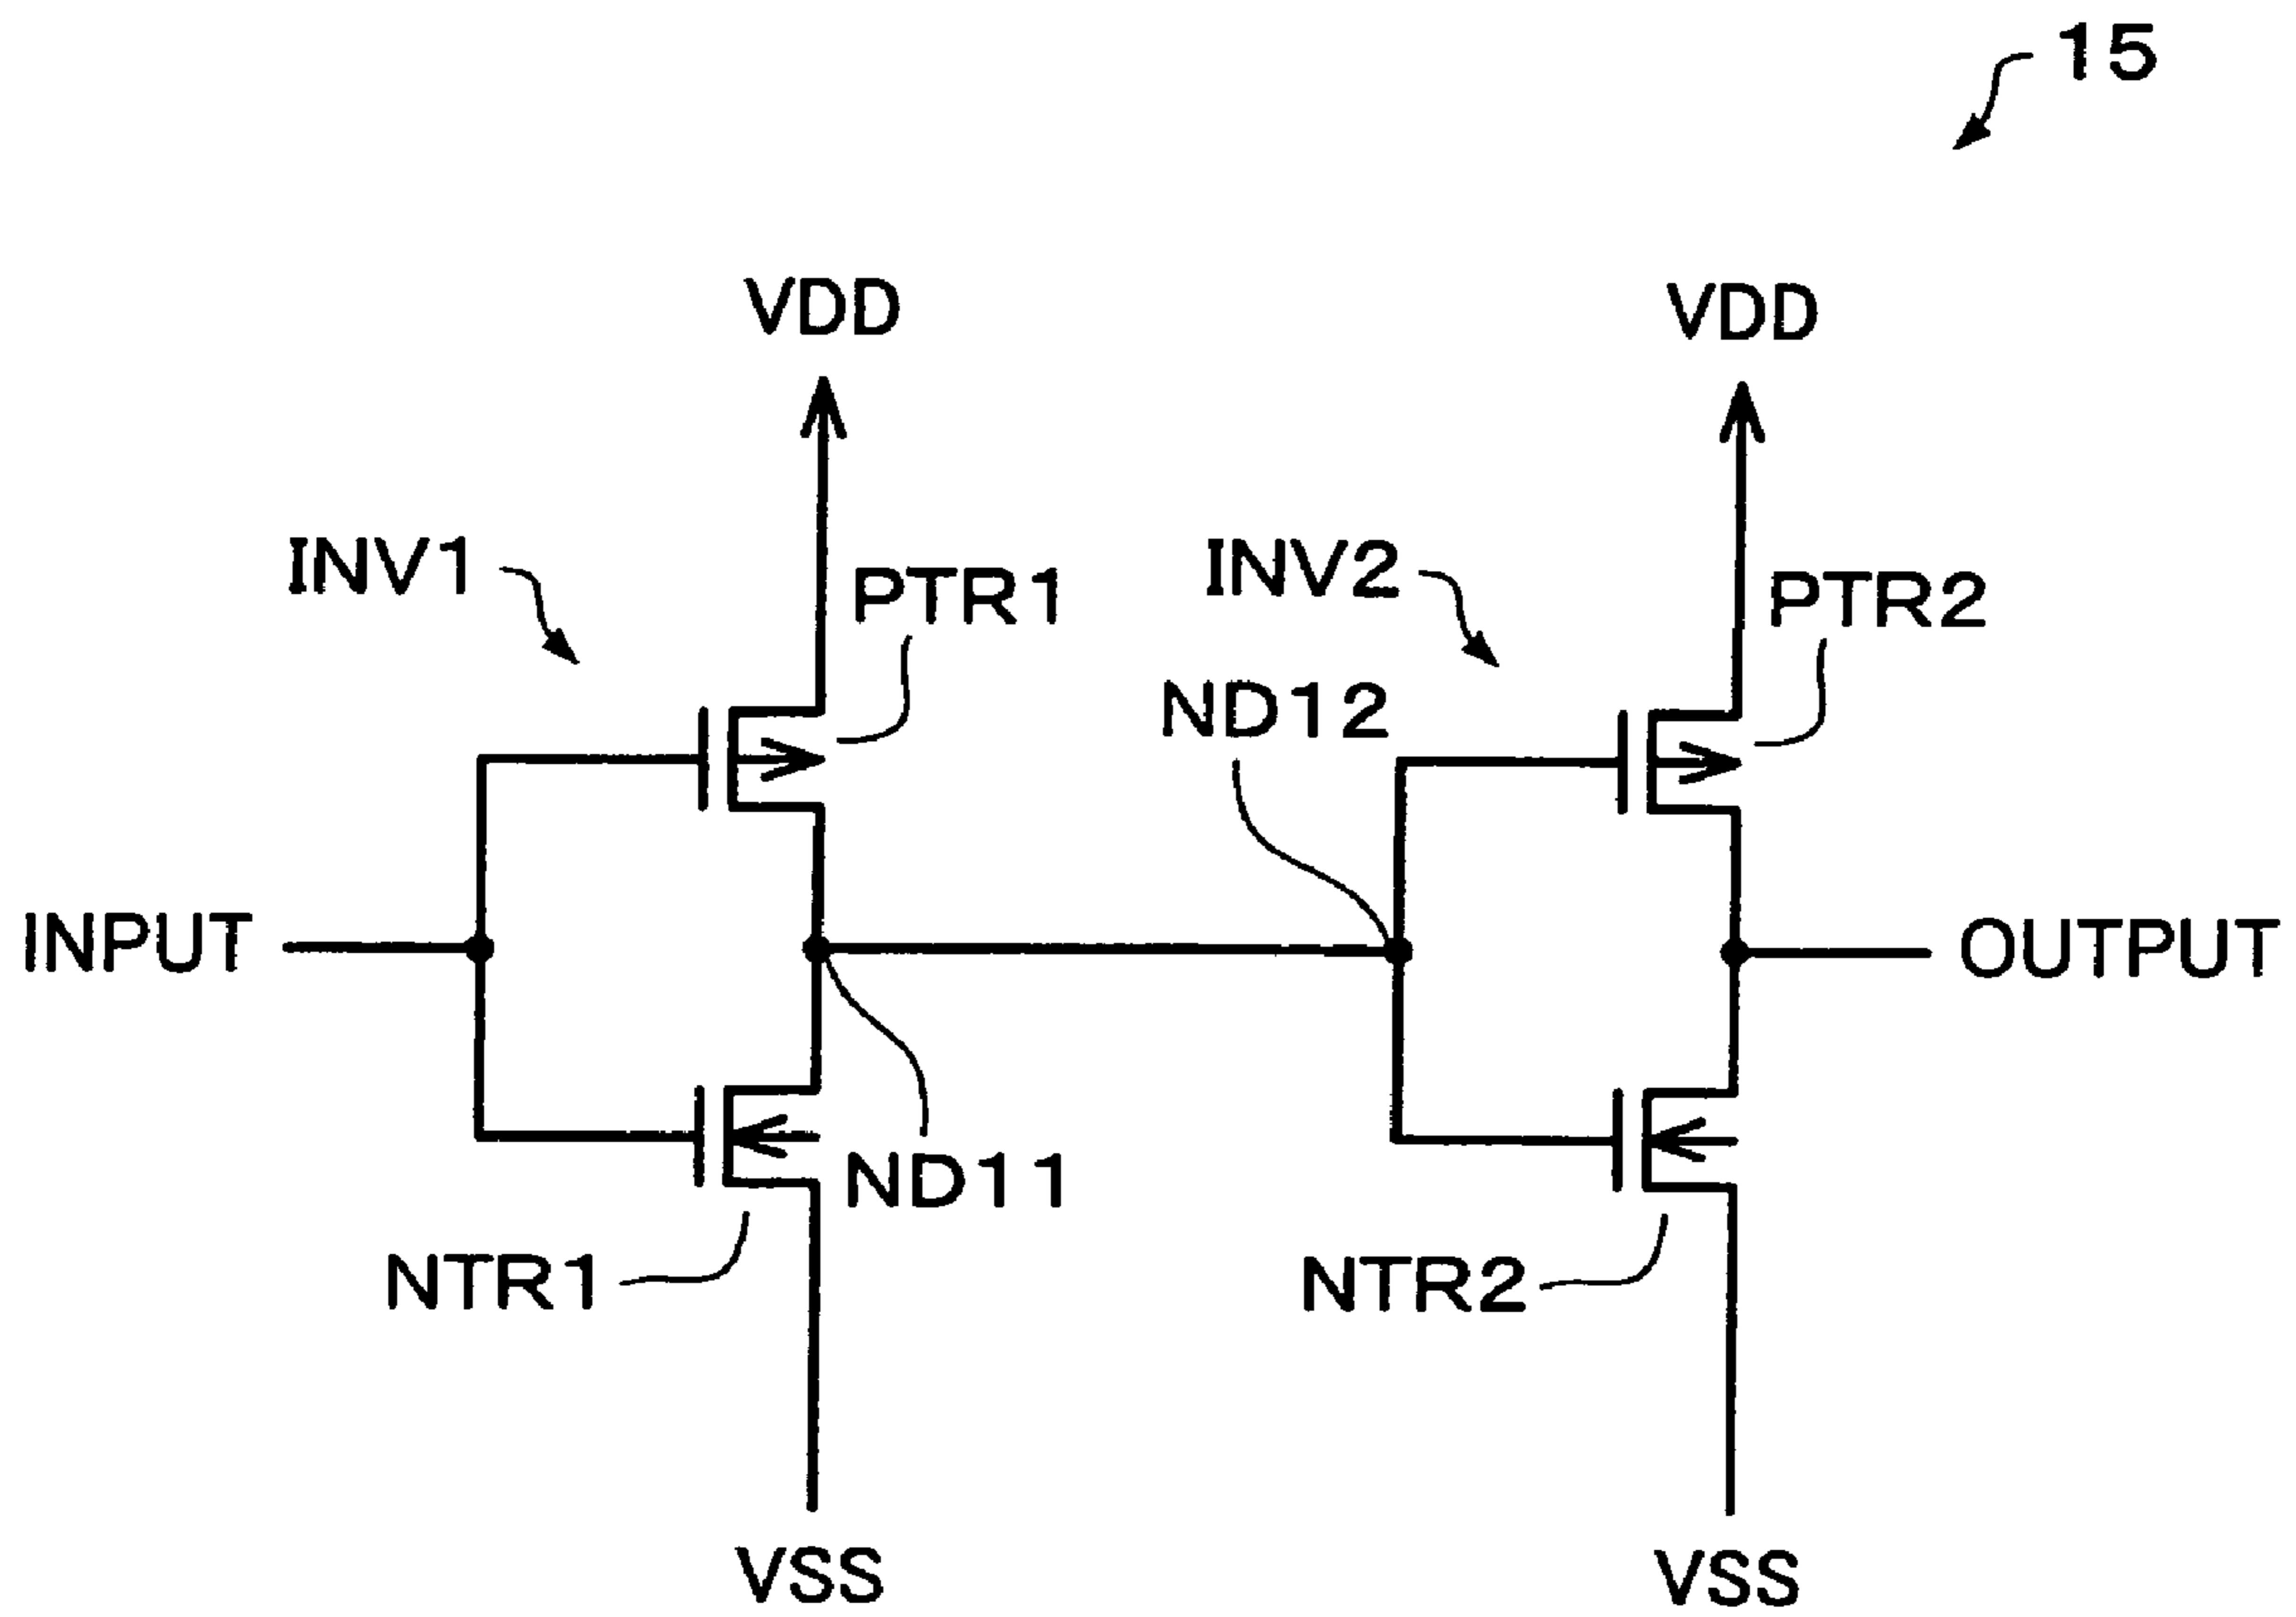 15
VDD
VDD
INV1
PTR1
INV2
PTR2
ND12
INPUT
OUTPUT
ND11
NTR1
NTR2
VSS
VSS